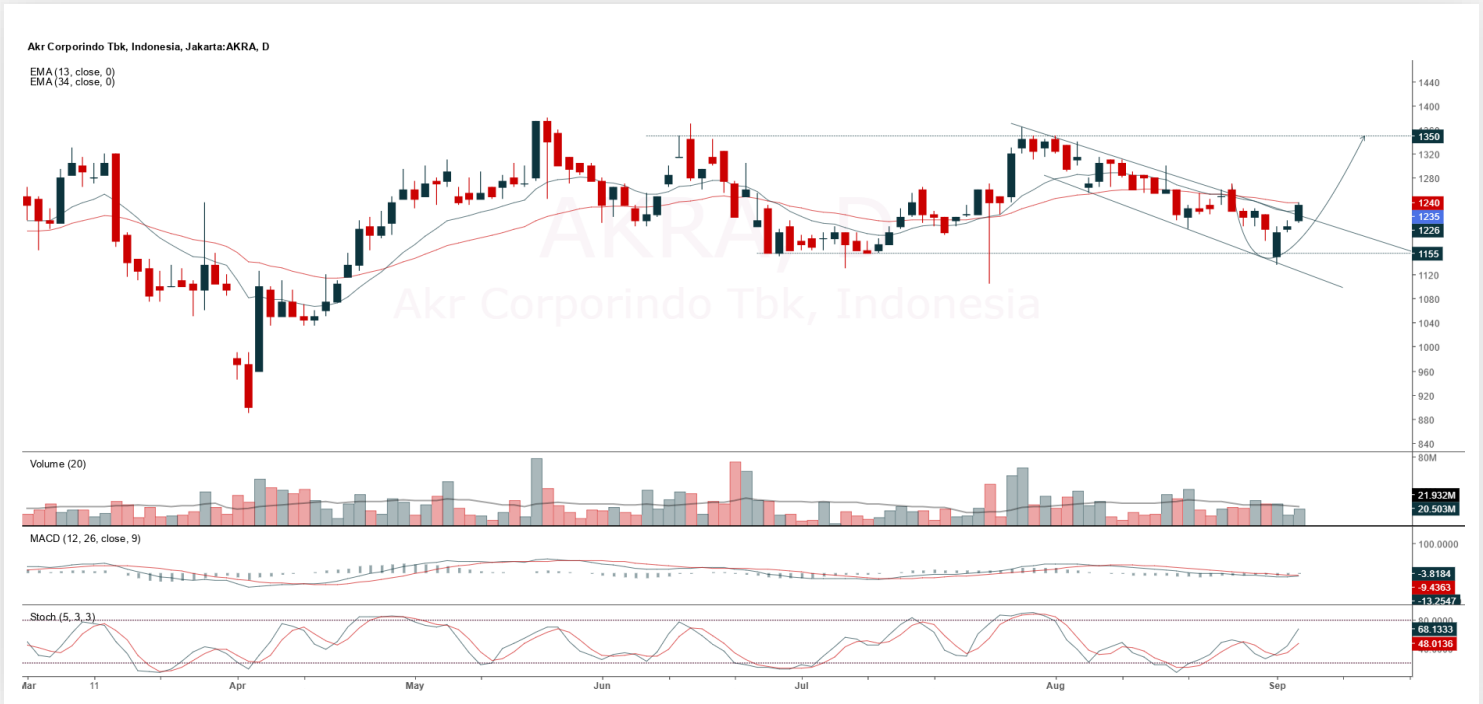 Akr Corporindo Tbk, Indonesia, Jakarta:AKRA, D
EMA (13, close, 0)
EMA (34, close, 0)
AKRA, D
Akr Corporindo Tbk, Indonesia
1440
1400
1350
1320
1280
1240
1235
1226
1155
1120
1080
1040
1000
960
920
880
840
Volume (20)
80M
21.932M
20.503M
MACD (12, 26, close, 9)
100.0000
-3.8184
-9.4363
-13.2547
Stoch (5, 3, 3)
80.0000
68.1333
48.0136
11 Apr May Jun Jul Aug Sep